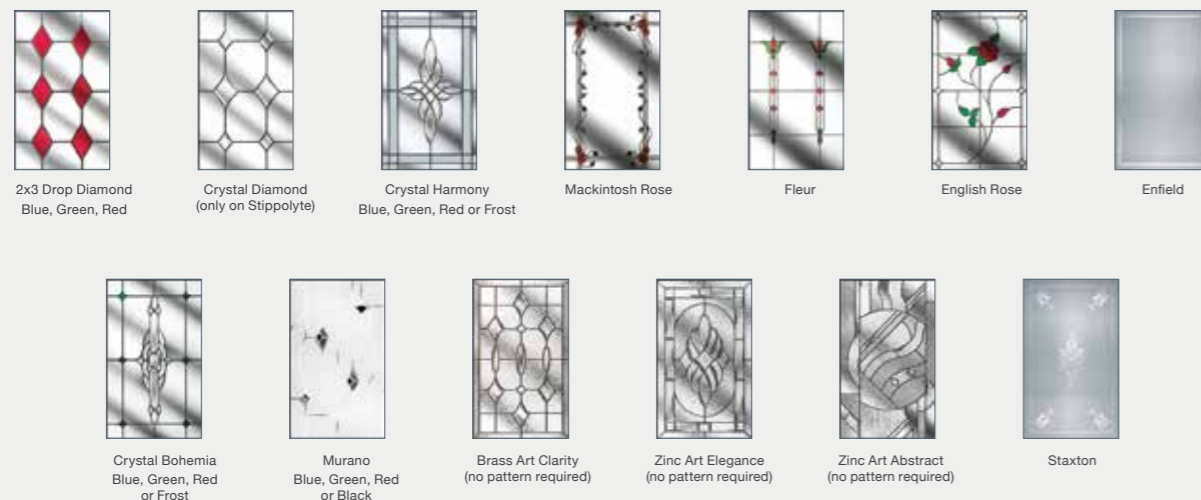 2x3 Drop Diamond
Blue, Green, Red
Crystal Diamond
(only on Stippolyte)
Crystal Harmony
Blue, Green, Red or Frost
Mackintosh Rose
Fleur
English Rose
Enfield
Crystal Bohemia
Blue, Green, Red
or Frost
Murano
Blue, Green, Red
or Black
Brass Art Clarity
(no pattern required)
Zinc Art Elegance
(no pattern required)
Zinc Art Abstract
(no pattern required)
Staxton